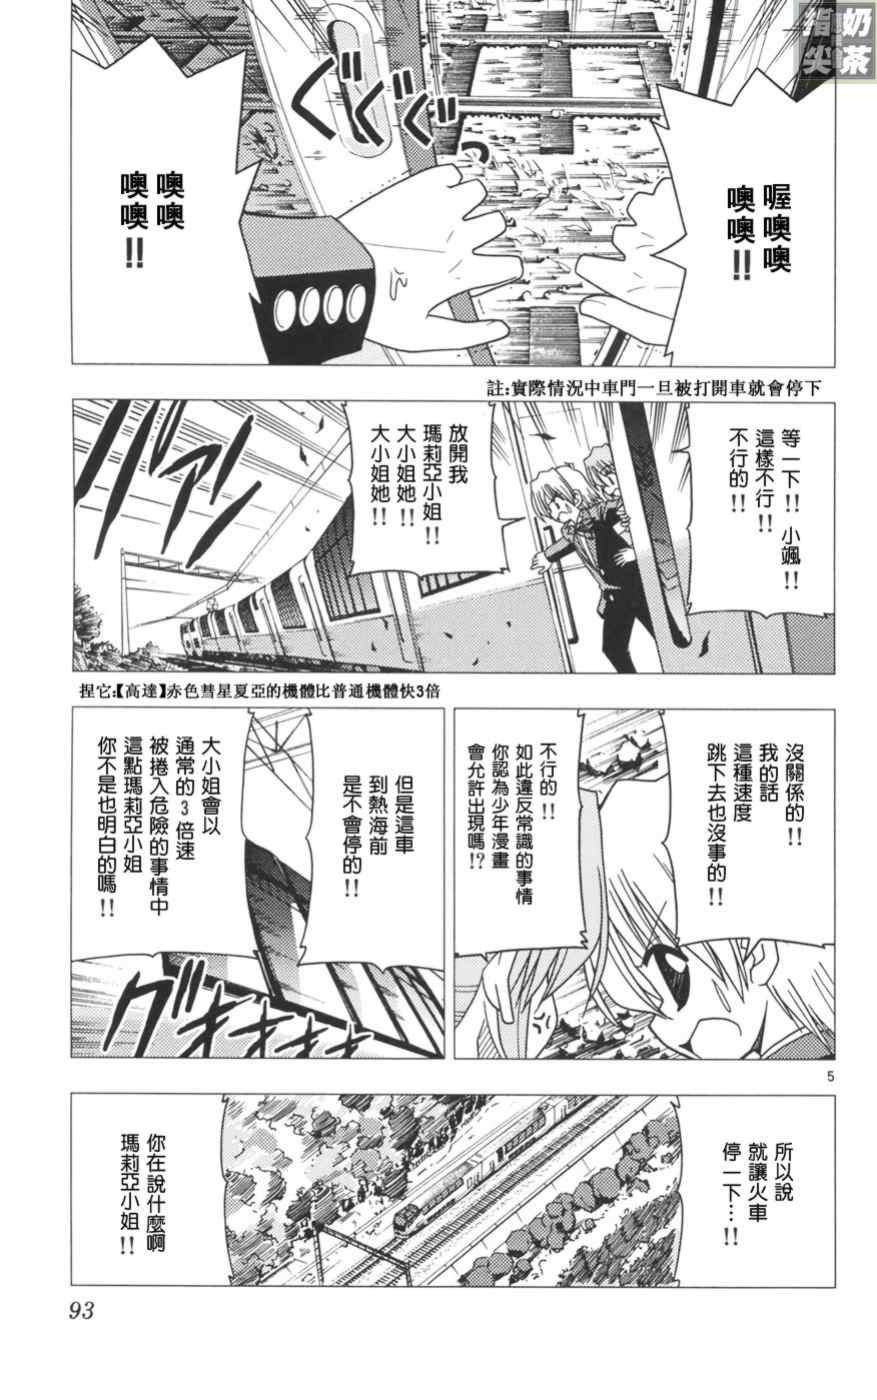 指奶
尖茶
喔噢噢
噢噢!!
噢噢
噢噢!!
ぐぐっ
註:實際情況中車門一旦被打開車就會停下
等一下!! 小颯!!
這樣不行!!
不行的!!
放開我
瑪莉亞小姐!!
大小姐她!!
大小姐她!!
捏它:【高達】赤色彗星夏亞的機體比普通機體快3倍
沒關係的!!
我的話
這種速度
跳下去也沒事的!!
不行的!!
如此違反常識的事情
你認為少年漫畫
會允許出現嗎!?
但是這車
到熱海前
是不會停的!!
大小姐會以
通常的3倍速
被捲入危險的事情中
這點瑪莉亞小姐
你不是也明白的嗎!!
グオオオオ
5
所以說
就讓火車
停一下…!!
你在說什麼啊
瑪莉亞小姐!!
93